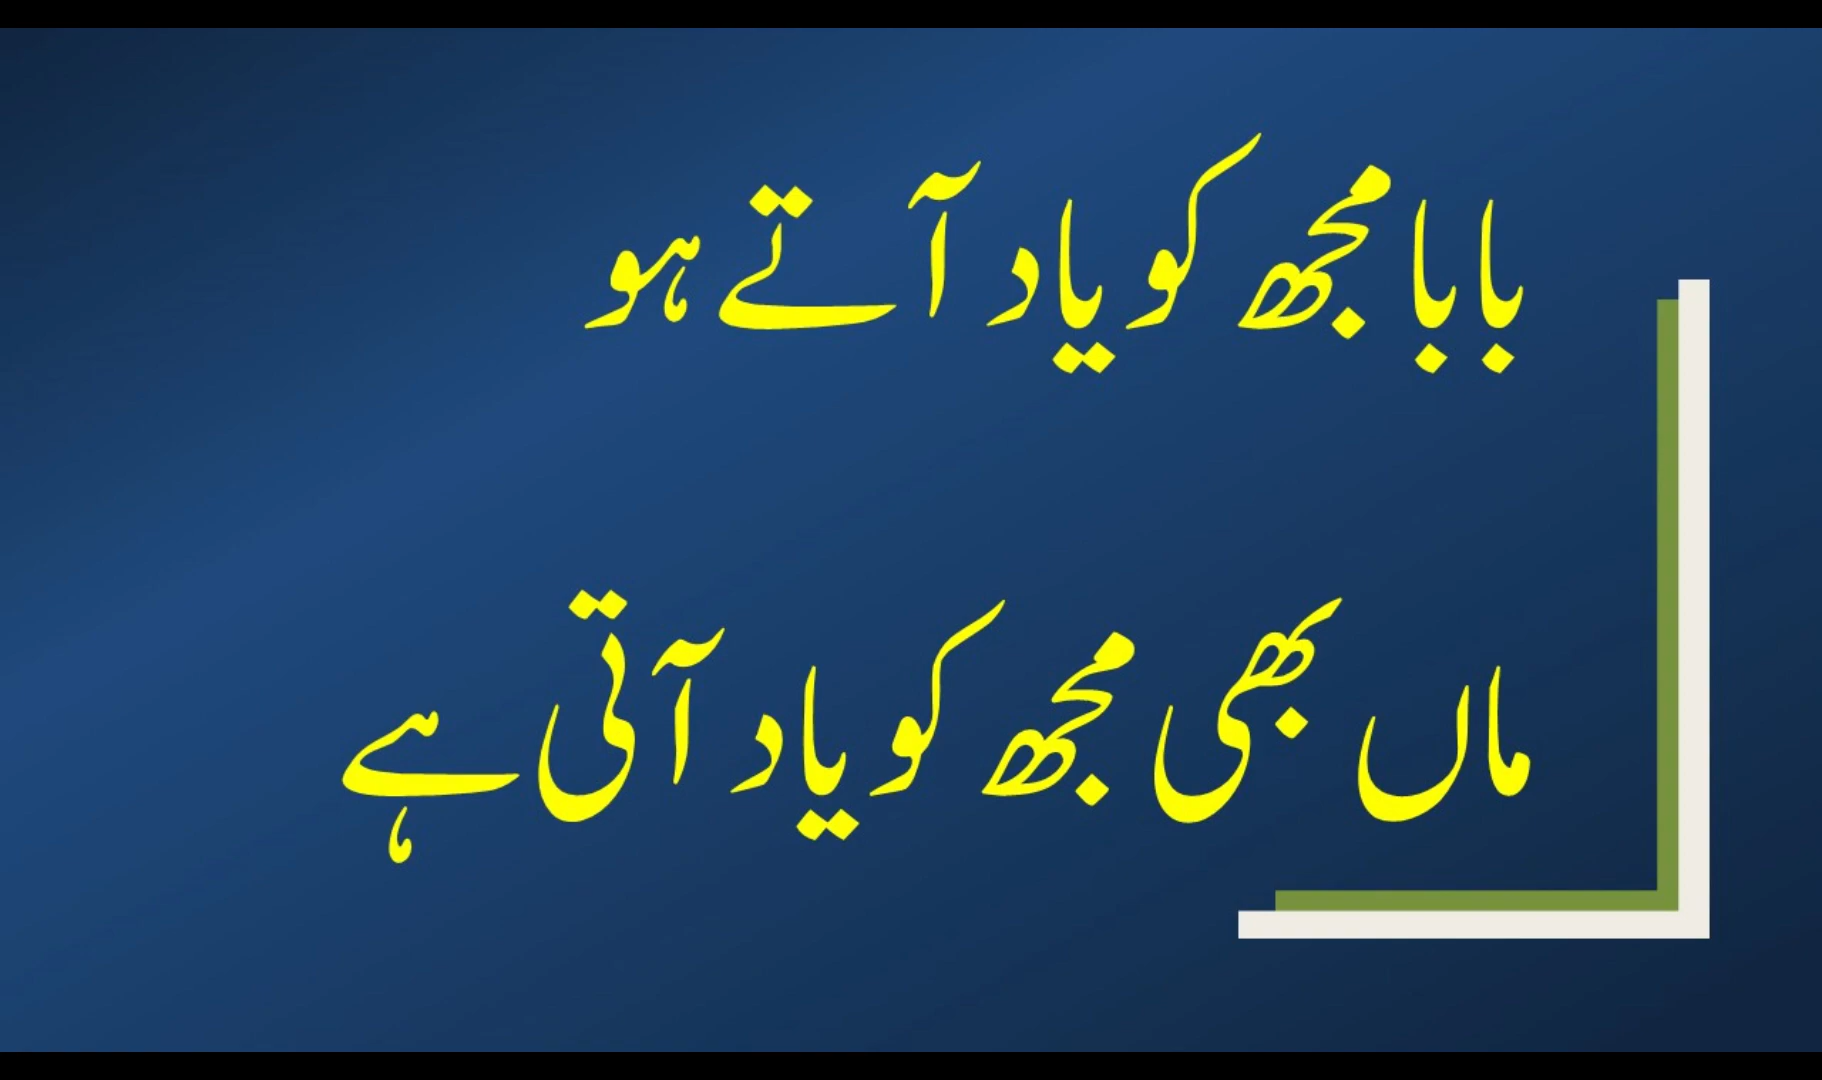 بابا مجھ کو یاد آتے ہو
ماں بھی مجھ کو یاد آتی ہے